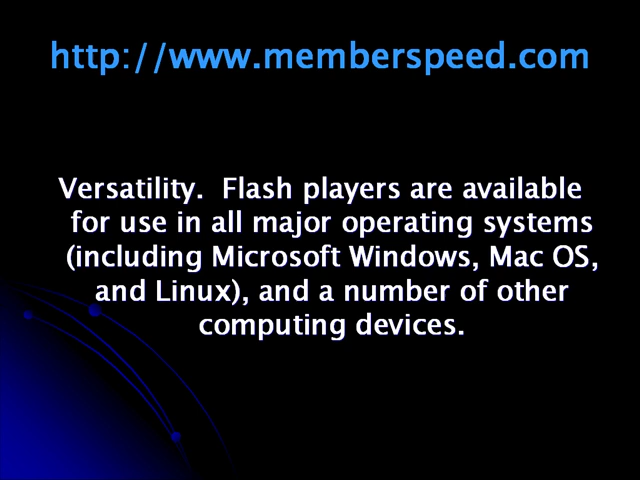 http://www.memberspeed.com
Versatility.  Flash players are available
for use in all major operating systems
(including Microsoft Windows, Mac OS,
and Linux), and a number of other
computing devices.